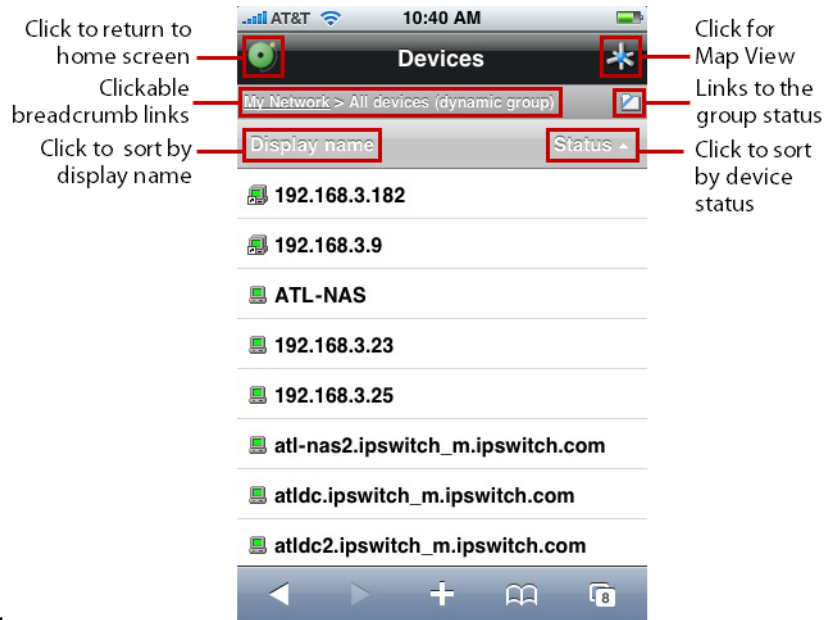 AT&T 10:40 AM
Click to return to
home screen
Devices
Click for
Map View
Clickable
breadcrumb links
My Network > All devices (dynamic group)
Links to the
group status
Click to sort by
display name
Display name
Status
Click to sort
by device
status
192.168.3.182
192.168.3.9
ATL-NAS
192.168.3.23
192.168.3.25
atl-nas2.ipswitch_m.ipswitch.com
atldc.ipswitch_m.ipswitch.com
atldc2.ipswitch_m.ipswitch.com
8
.